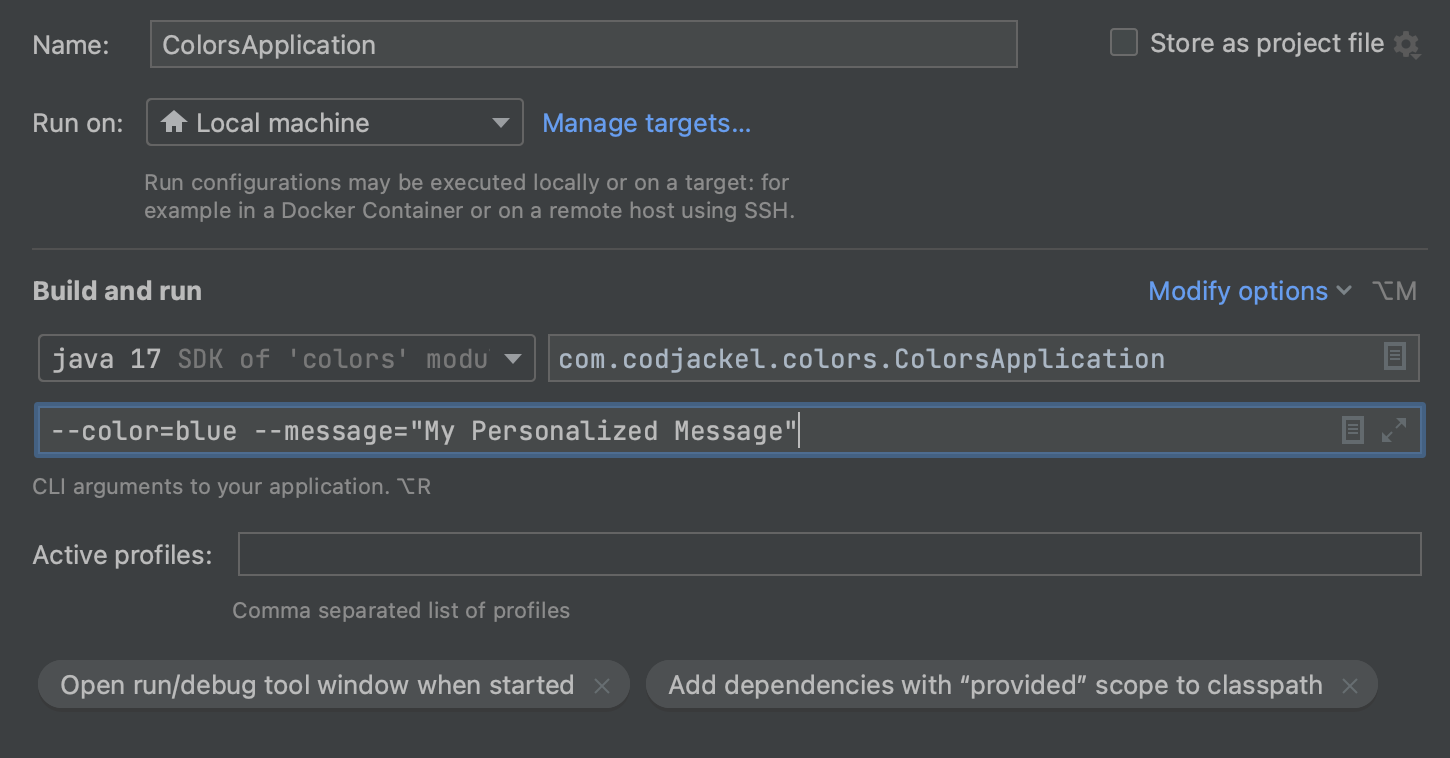 Name: ColorsApplication Store as project file
Run on: Local machine Manage targets...
Run configurations may be executed locally or on a target: for
example in a Docker Container or on a remote host using SSH.
Build and run Modify options ⌥M
java 17 SDK of 'colors' modu com.codjackel.colors.ColorsApplication
--color=blue --message="My Personalized Message"
CLI arguments to your application. ⌥R
Active profiles:
Comma separated list of profiles
Open run/debug tool window when started × Add dependencies with “provided” scope to classpath ×